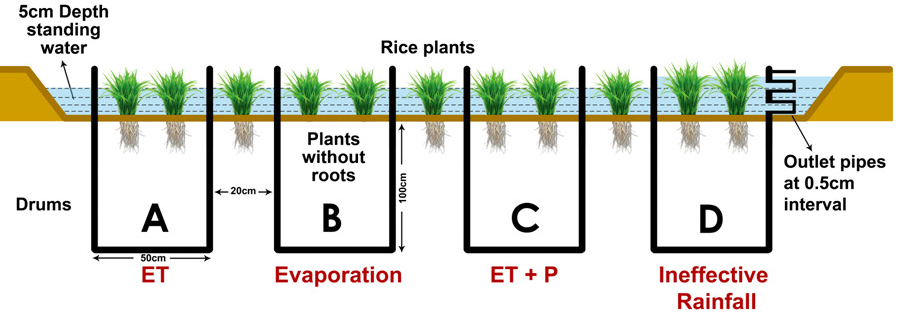 5cm Depth
standing
water
Rice plants
Plants
without
roots
Drums
20cm
100cm
Outlet pipes
at 0.5cm
interval
A
B
C
D
50cm
ET
Evaporation
ET + P
Ineffective
Rainfall